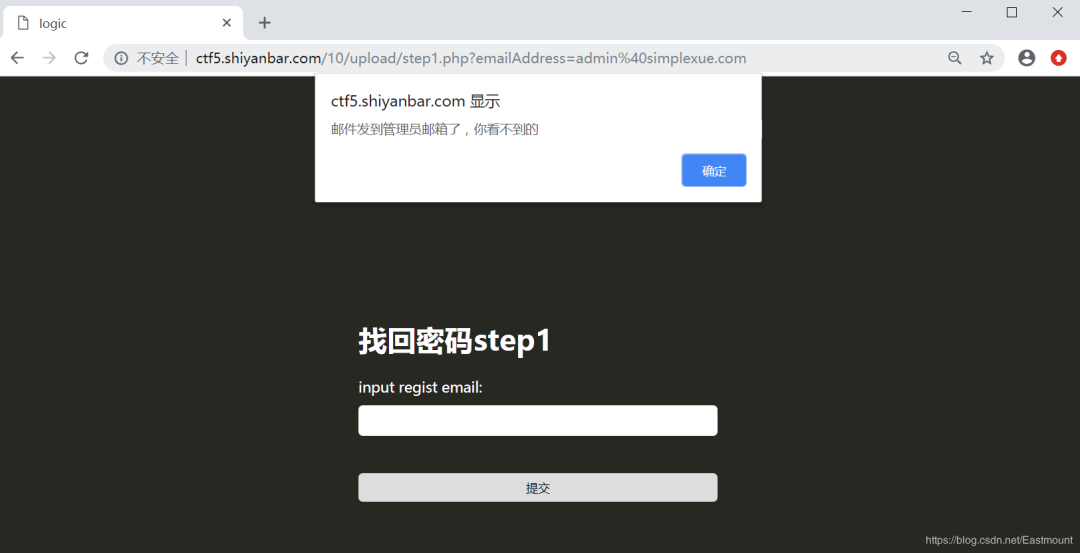 logic
不安全 | ctf5.shiyanbar.com/10/upload/step1.php?emailAddress=admin%40simplexue.com
ctf5.shiyanbar.com 显示
邮件发到管理员邮箱了，你看不到的
确定
找回密码step1
input regist email:
提交
https://blog.csdn.net/Eastmount